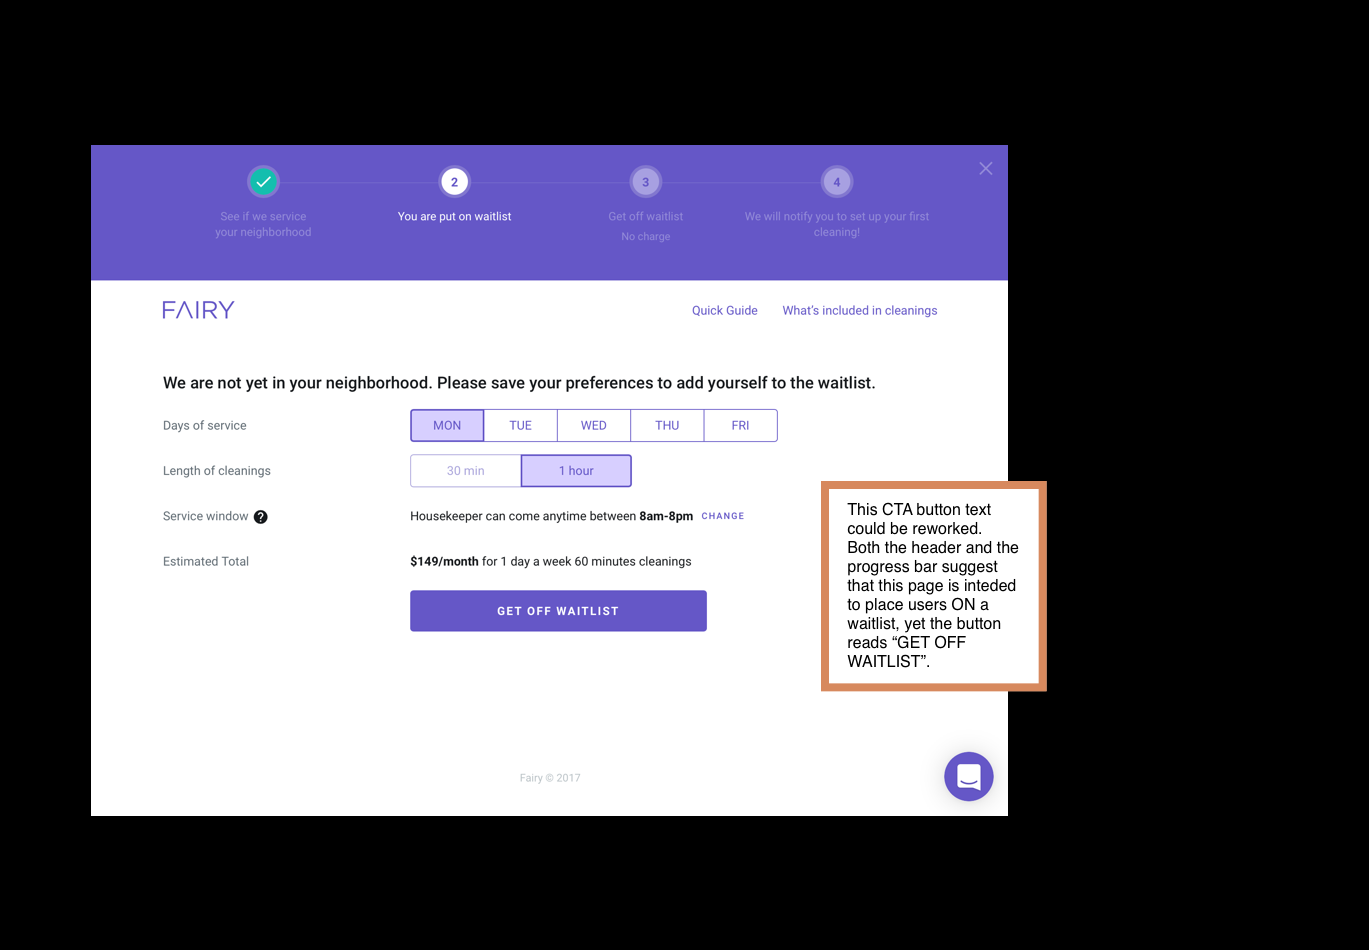 2
3
4
See if we service
your neighborhood
You are put on waitlist
Get off waitlist
No charge
We will notify you to set up your first
cleaning!
FAIRY
Quick Guide
What's included in cleanings
We are not yet in your neighborhood. Please save your preferences to add yourself to the waitlist.
Days of service
MON
TUE
WED
THU
FRI
Length of cleanings
30 min
1 hour
Service window ?
Housekeeper can come anytime between 8am-8pm CHANGE
Estimated Total
$149/month for 1 day a week 60 minutes cleanings
GET OFF WAITLIST
This CTA button text
could be reworked.
Both the header and the
progress bar suggest
that this page is inteded
to place users ON a
waitlist, yet the button
reads “GET OFF
WAITLIST”.
Fairy © 2017